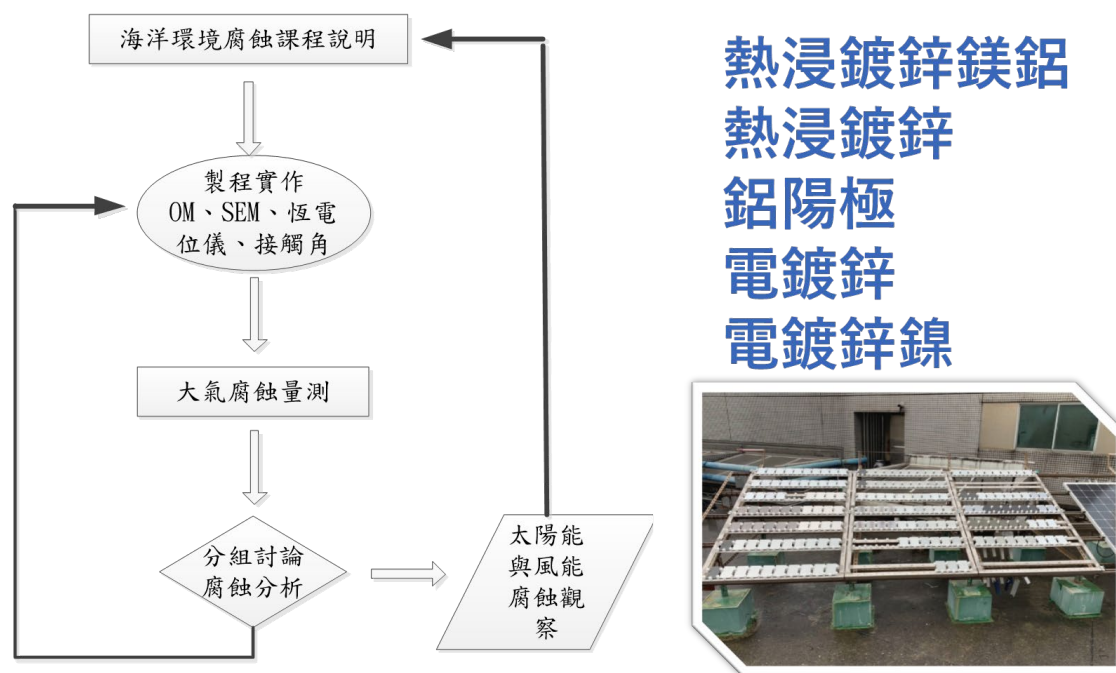 海洋環境腐蝕課程說明
製程實作
OM、SEM、恆電
位儀、接觸角
大氣腐蝕量測
分組討論
腐蝕分析
太陽能
與風能
腐蝕觀
察
熱浸鍍鋅鎂鋁
熱浸鍍鋅
鋁陽極
電鍍鋅
電鍍鋅鎳